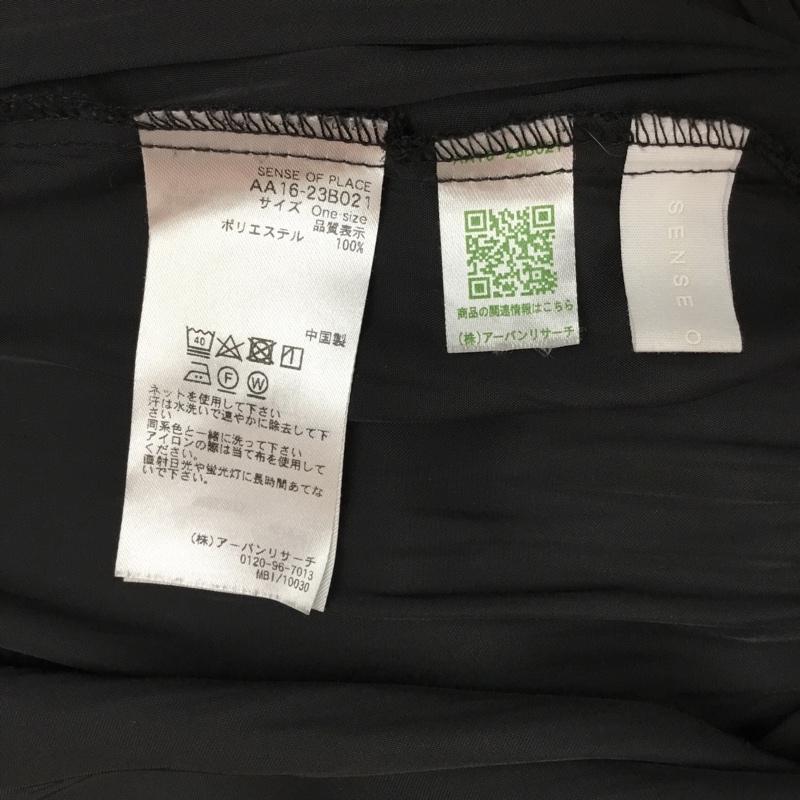 SENSE OF PLACE
AA16-23B021
サイズ One size
品質表示
ポリエステル 100%
中国製
40
F W
ネットを使用して下さい
汗は水洗いで速やかに除去して下
さい
同系色と一緒に洗って下さい
アイロンの際は当て布を使用して
ください。
直射日光や蛍光灯に長時間あてな
いで下さい。
(株)アーバンリサーチ
0120-96-7013
MBI/10030
AA16-23B021
商品の関連情報はこちら
(株)アーバンリサーチ
SENSE O